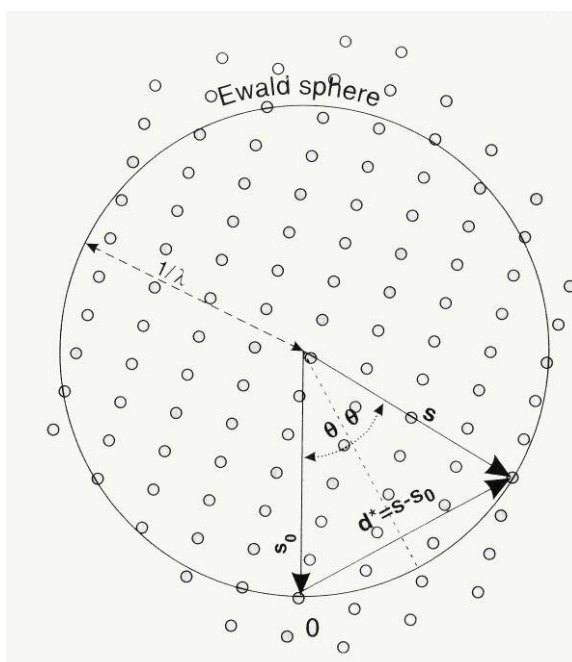 Ewald sphere
1/λ
s
θ θ
d*=s-s₀
s₀
0